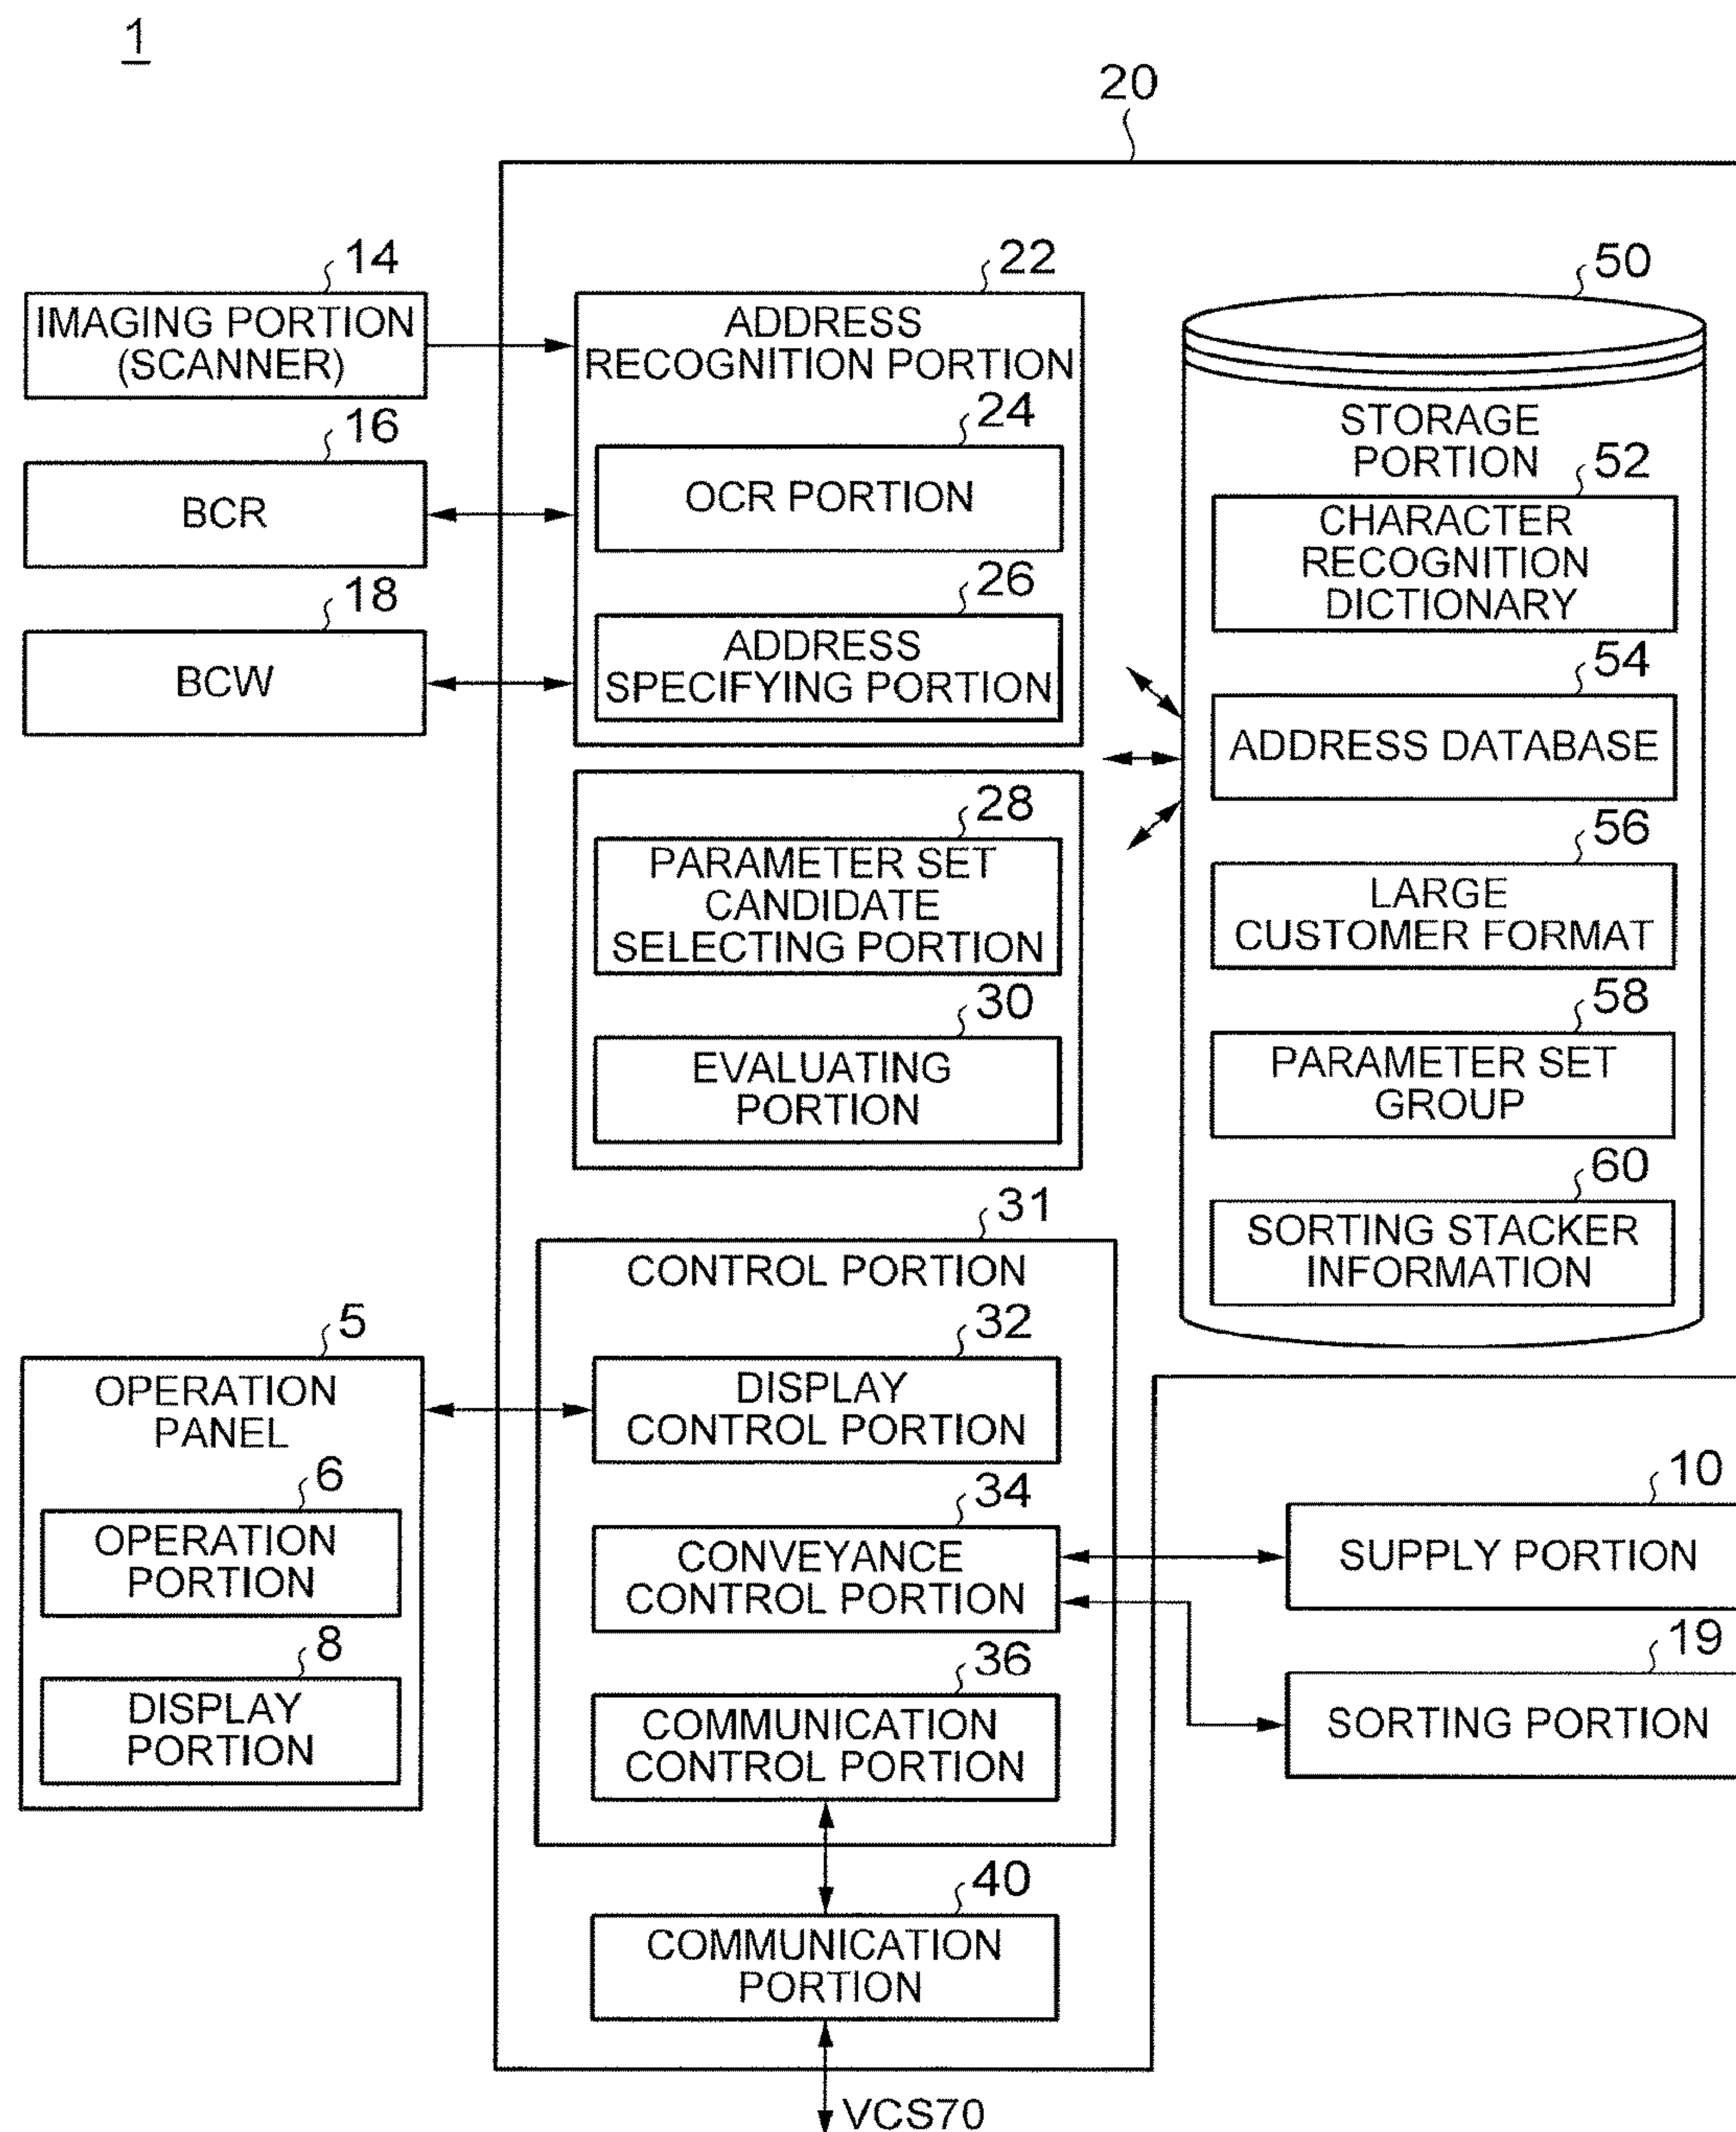 1
20
14
IMAGING PORTION
(SCANNER)
16
BCR
18
BCW
22
ADDRESS
RECOGNITION PORTION
24
OCR PORTION
26
ADDRESS
SPECIFYING PORTION
28
PARAMETER SET
CANDIDATE
SELECTING PORTION
30
EVALUATING
PORTION
50
STORAGE
PORTION
52
CHARACTER
RECOGNITION
DICTIONARY
54
ADDRESS DATABASE
56
LARGE
CUSTOMER FORMAT
58
PARAMETER SET
GROUP
60
SORTING STACKER
INFORMATION
5
OPERATION
PANEL
6
OPERATION
PORTION
8
DISPLAY
PORTION
31
CONTROL PORTION
32
DISPLAY
CONTROL PORTION
34
CONVEYANCE
CONTROL PORTION
36
COMMUNICATION
CONTROL PORTION
10
SUPPLY PORTION
19
SORTING PORTION
40
COMMUNICATION
PORTION
VCS70